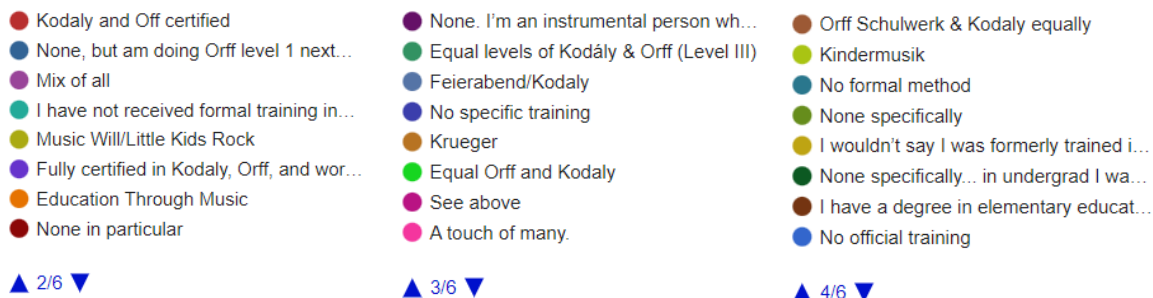 Kodaly and Off certified
None, but am doing Orff level 1 next...
Mix of all
I have not received formal training in...
Music Will/Little Kids Rock
Fully certified in Kodaly, Orff, and wor...
Education Through Music
None in particular
2/6
None. I'm an instrumental person wh...
Equal levels of Kodály & Orff (Level III)
Feierabend/Kodaly
No specific training
Krueger
Equal Orff and Kodaly
See above
A touch of many.
3/6
Orff Schulwerk & Kodaly equally
Kindermusik
No formal method
None specifically
I wouldn't say I was formerly trained i...
None specifically... in undergrad I wa...
I have a degree in elementary educat...
No official training
4/6